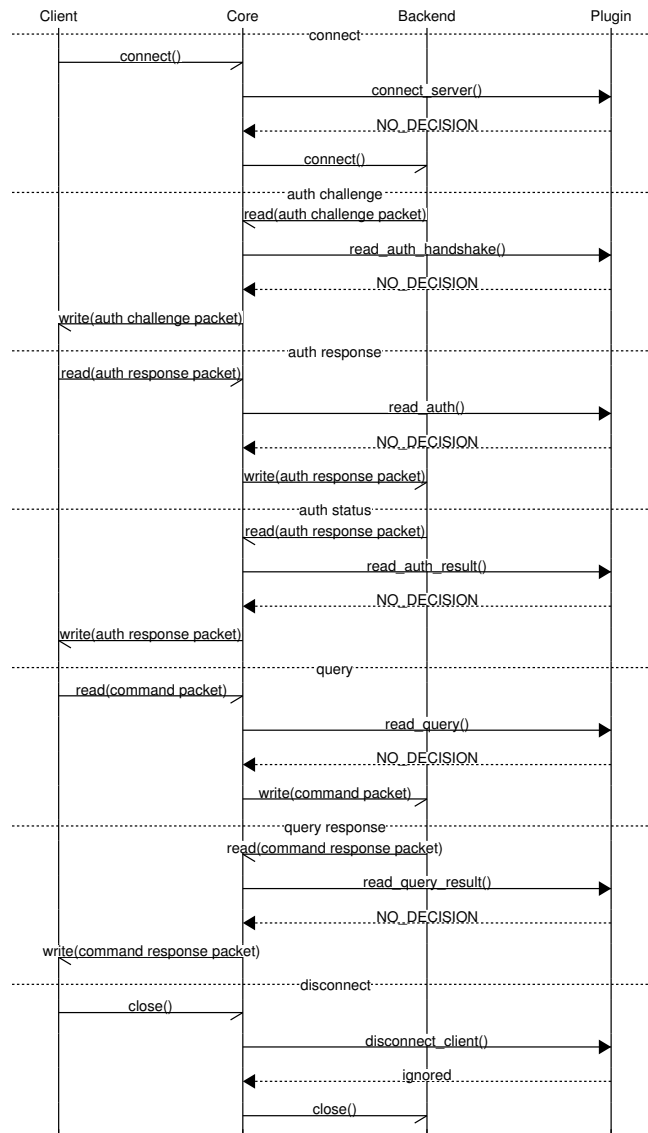 Client Core Backend Plugin
connect
connect()
connect_server()
NO_DECISION
connect()
auth challenge
read(auth challenge packet)
read_auth_handshake()
NO_DECISION
write(auth challenge packet)
auth response
read(auth response packet)
read_auth()
NO_DECISION
write(auth response packet)
auth status
read(auth response packet)
read_auth_result()
NO_DECISION
write(auth response packet)
query
read(command packet)
read_query()
NO_DECISION
write(command packet)
query response
read(command response packet)
read_query_result()
NO_DECISION
write(command response packet)
disconnect
close()
disconnect_client()
ignored
close()